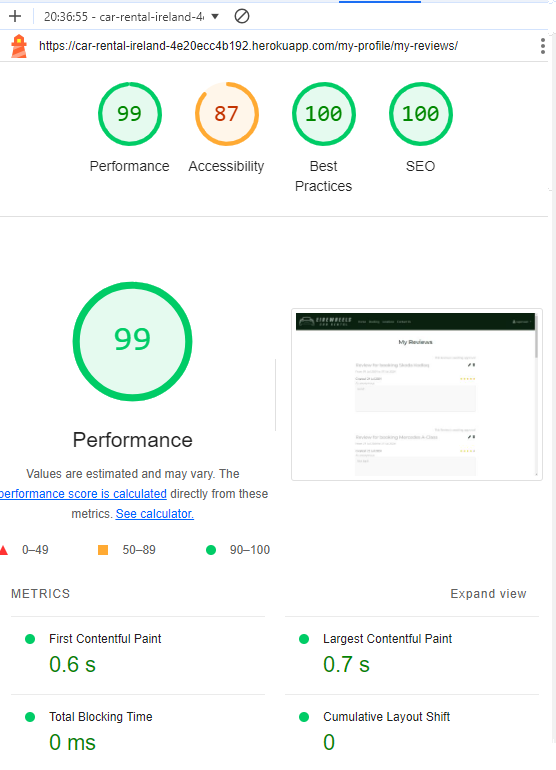 20:36:55 - car-rental-ireland-4
https://car-rental-ireland-4e20ecc4b192.herokuapp.com/my-profile/my-reviews/
99
87
100
100
Performance
Accessibility
Best
Practices
SEO
99
My Reviews
Performance
Values are estimated and may vary. The
performance score is calculated directly from these
metrics. See calculator.
0–49
50–89
90–100
METRICS
Expand view
First Contentful Paint
0.6 s
Largest Contentful Paint
0.7 s
Total Blocking Time
0 ms
Cumulative Layout Shift
0